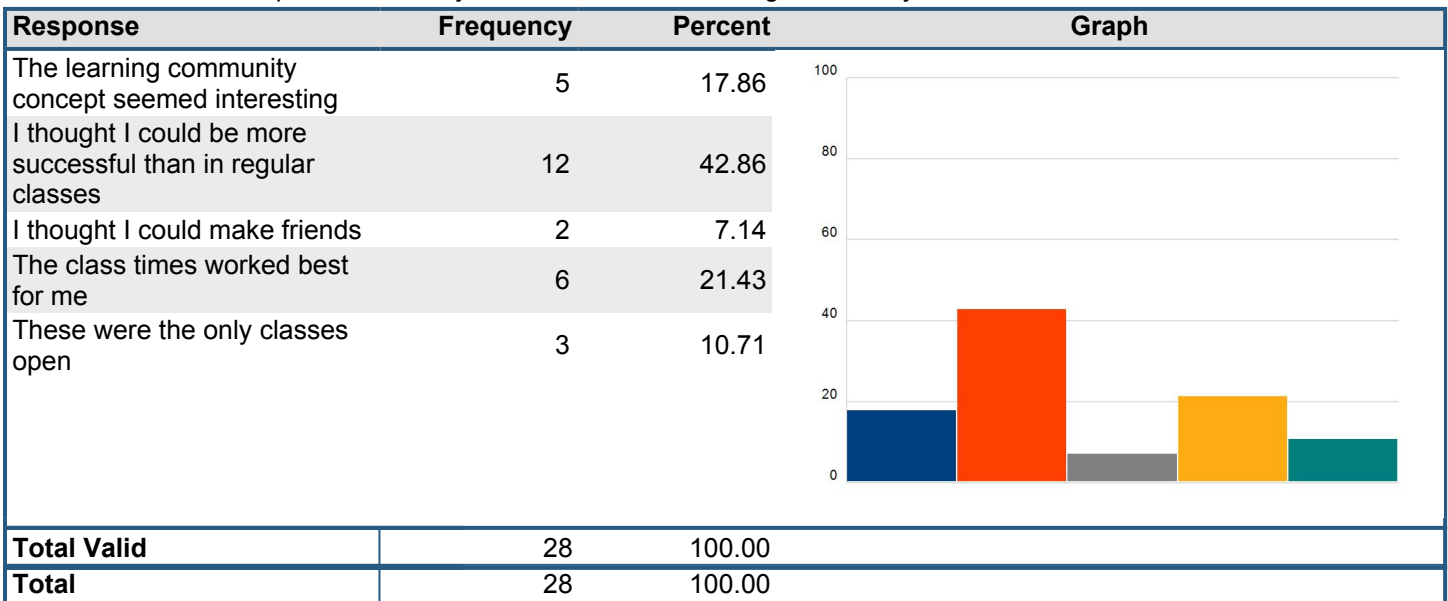 Response Frequency Percent Graph
The learning community
concept seemed interesting 5 17.86
I thought I could be more
successful than in regular
classes 12 42.86
I thought I could make friends 2 7.14
The class times worked best
for me 6 21.43
These were the only classes
open 3 10.71
100
80
60
40
20
0
Total Valid 28 100.00
Total 28 100.00